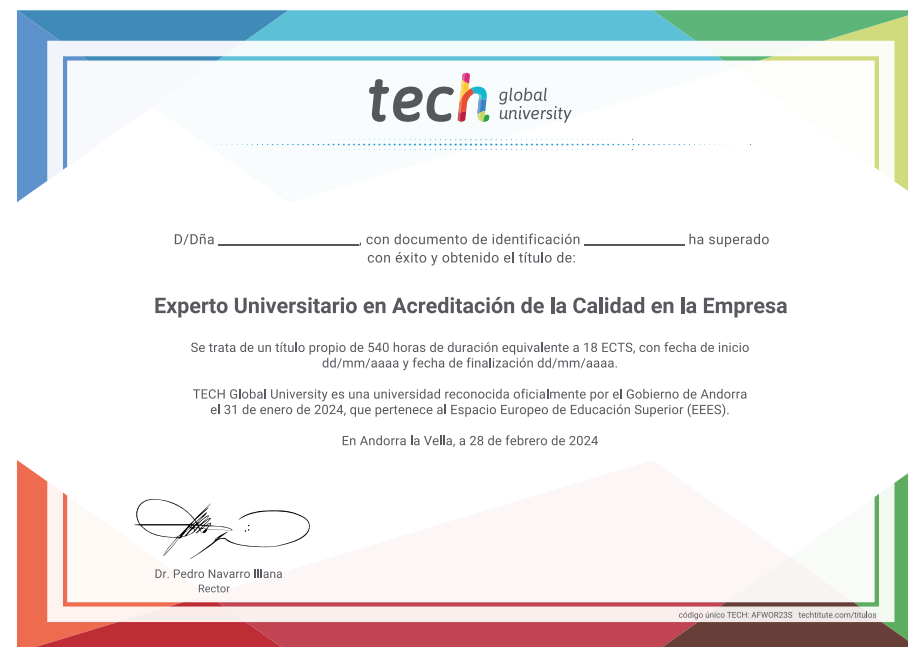 tech global university
D/Dña ____________________, con documento de identificación ______________ ha superado
con éxito y obtenido el título de:
Experto Universitario en Acreditación de la Calidad en la Empresa
Se trata de un título propio de 540 horas de duración equivalente a 18 ECTS, con fecha de inicio
dd/mm/aaaa y fecha de finalización dd/mm/aaaa.
TECH Global University es una universidad reconocida oficialmente por el Gobierno de Andorra
el 31 de enero de 2024, que pertenece al Espacio Europeo de Educación Superior (EEES).
En Andorra la Vella, a 28 de febrero de 2024
Dr. Pedro Navarro Illana
Rector
código único TECH: AFWOR23S techtitute.com/titulos